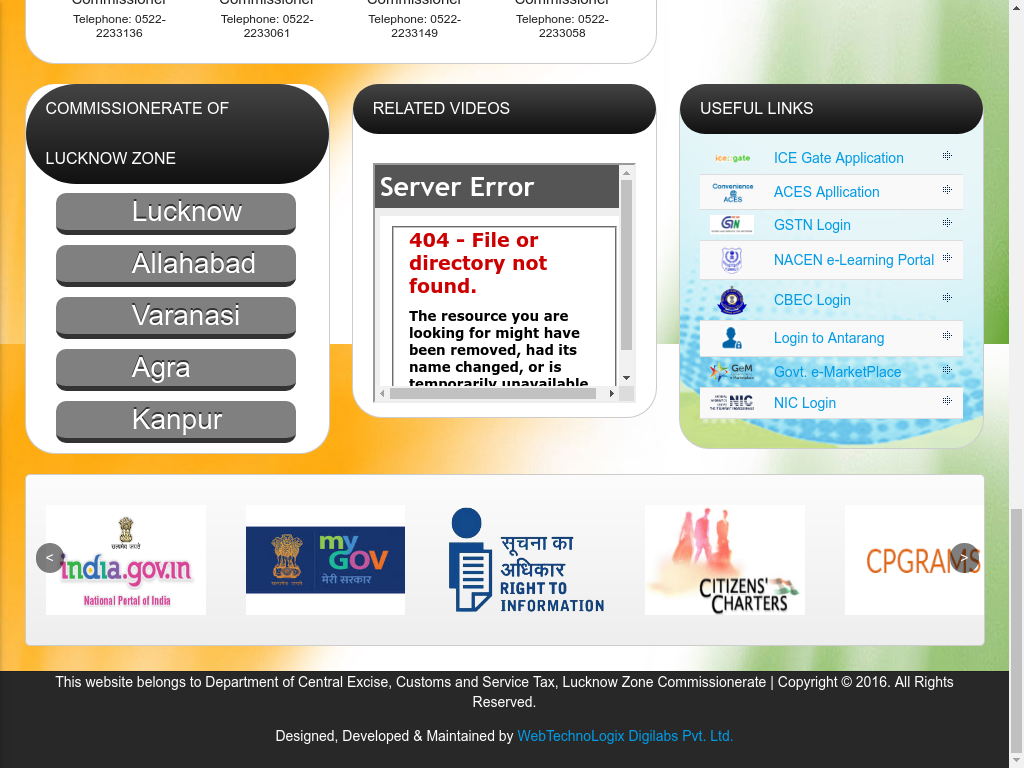 Commissioner Commissioner Commissioner Commissioner
Telephone: 0522- Telephone: 0522- Telephone: 0522- Telephone: 0522-
2233136 2233061 2233149 2233058
COMMISSIONERATE OF
LUCKNOW ZONE
Lucknow
Allahabad
Varanasi
Agra
Kanpur
RELATED VIDEOS
Server Error
404 - File or
directory not
found.
The resource you are
looking for might have
been removed, had its
name changed, or is
temporarily unavailable
USEFUL LINKS
ice::gate ICE Gate Application
Convenience @ ACES ACES Apllication
GSTN Login
NACEN e-Learning Portal
CBEC Login
Login to Antarang
GeM Govt. e-MarketPlace
NIC NIC Login
<
सत्यमेव जयते
india.gov.in
National Portal of India
my
GOV
मेरी सरकार
सूचना का
अधिकार
RIGHT TO
INFORMATION
CITIZENS'
CHARTERS
CPGRAMS
>
This website belongs to Department of Central Excise, Customs and Service Tax, Lucknow Zone Commissionerate | Copyright © 2016. All Rights
Reserved.
Designed, Developed & Maintained by WebTechnoLogix Digilabs Pvt. Ltd.